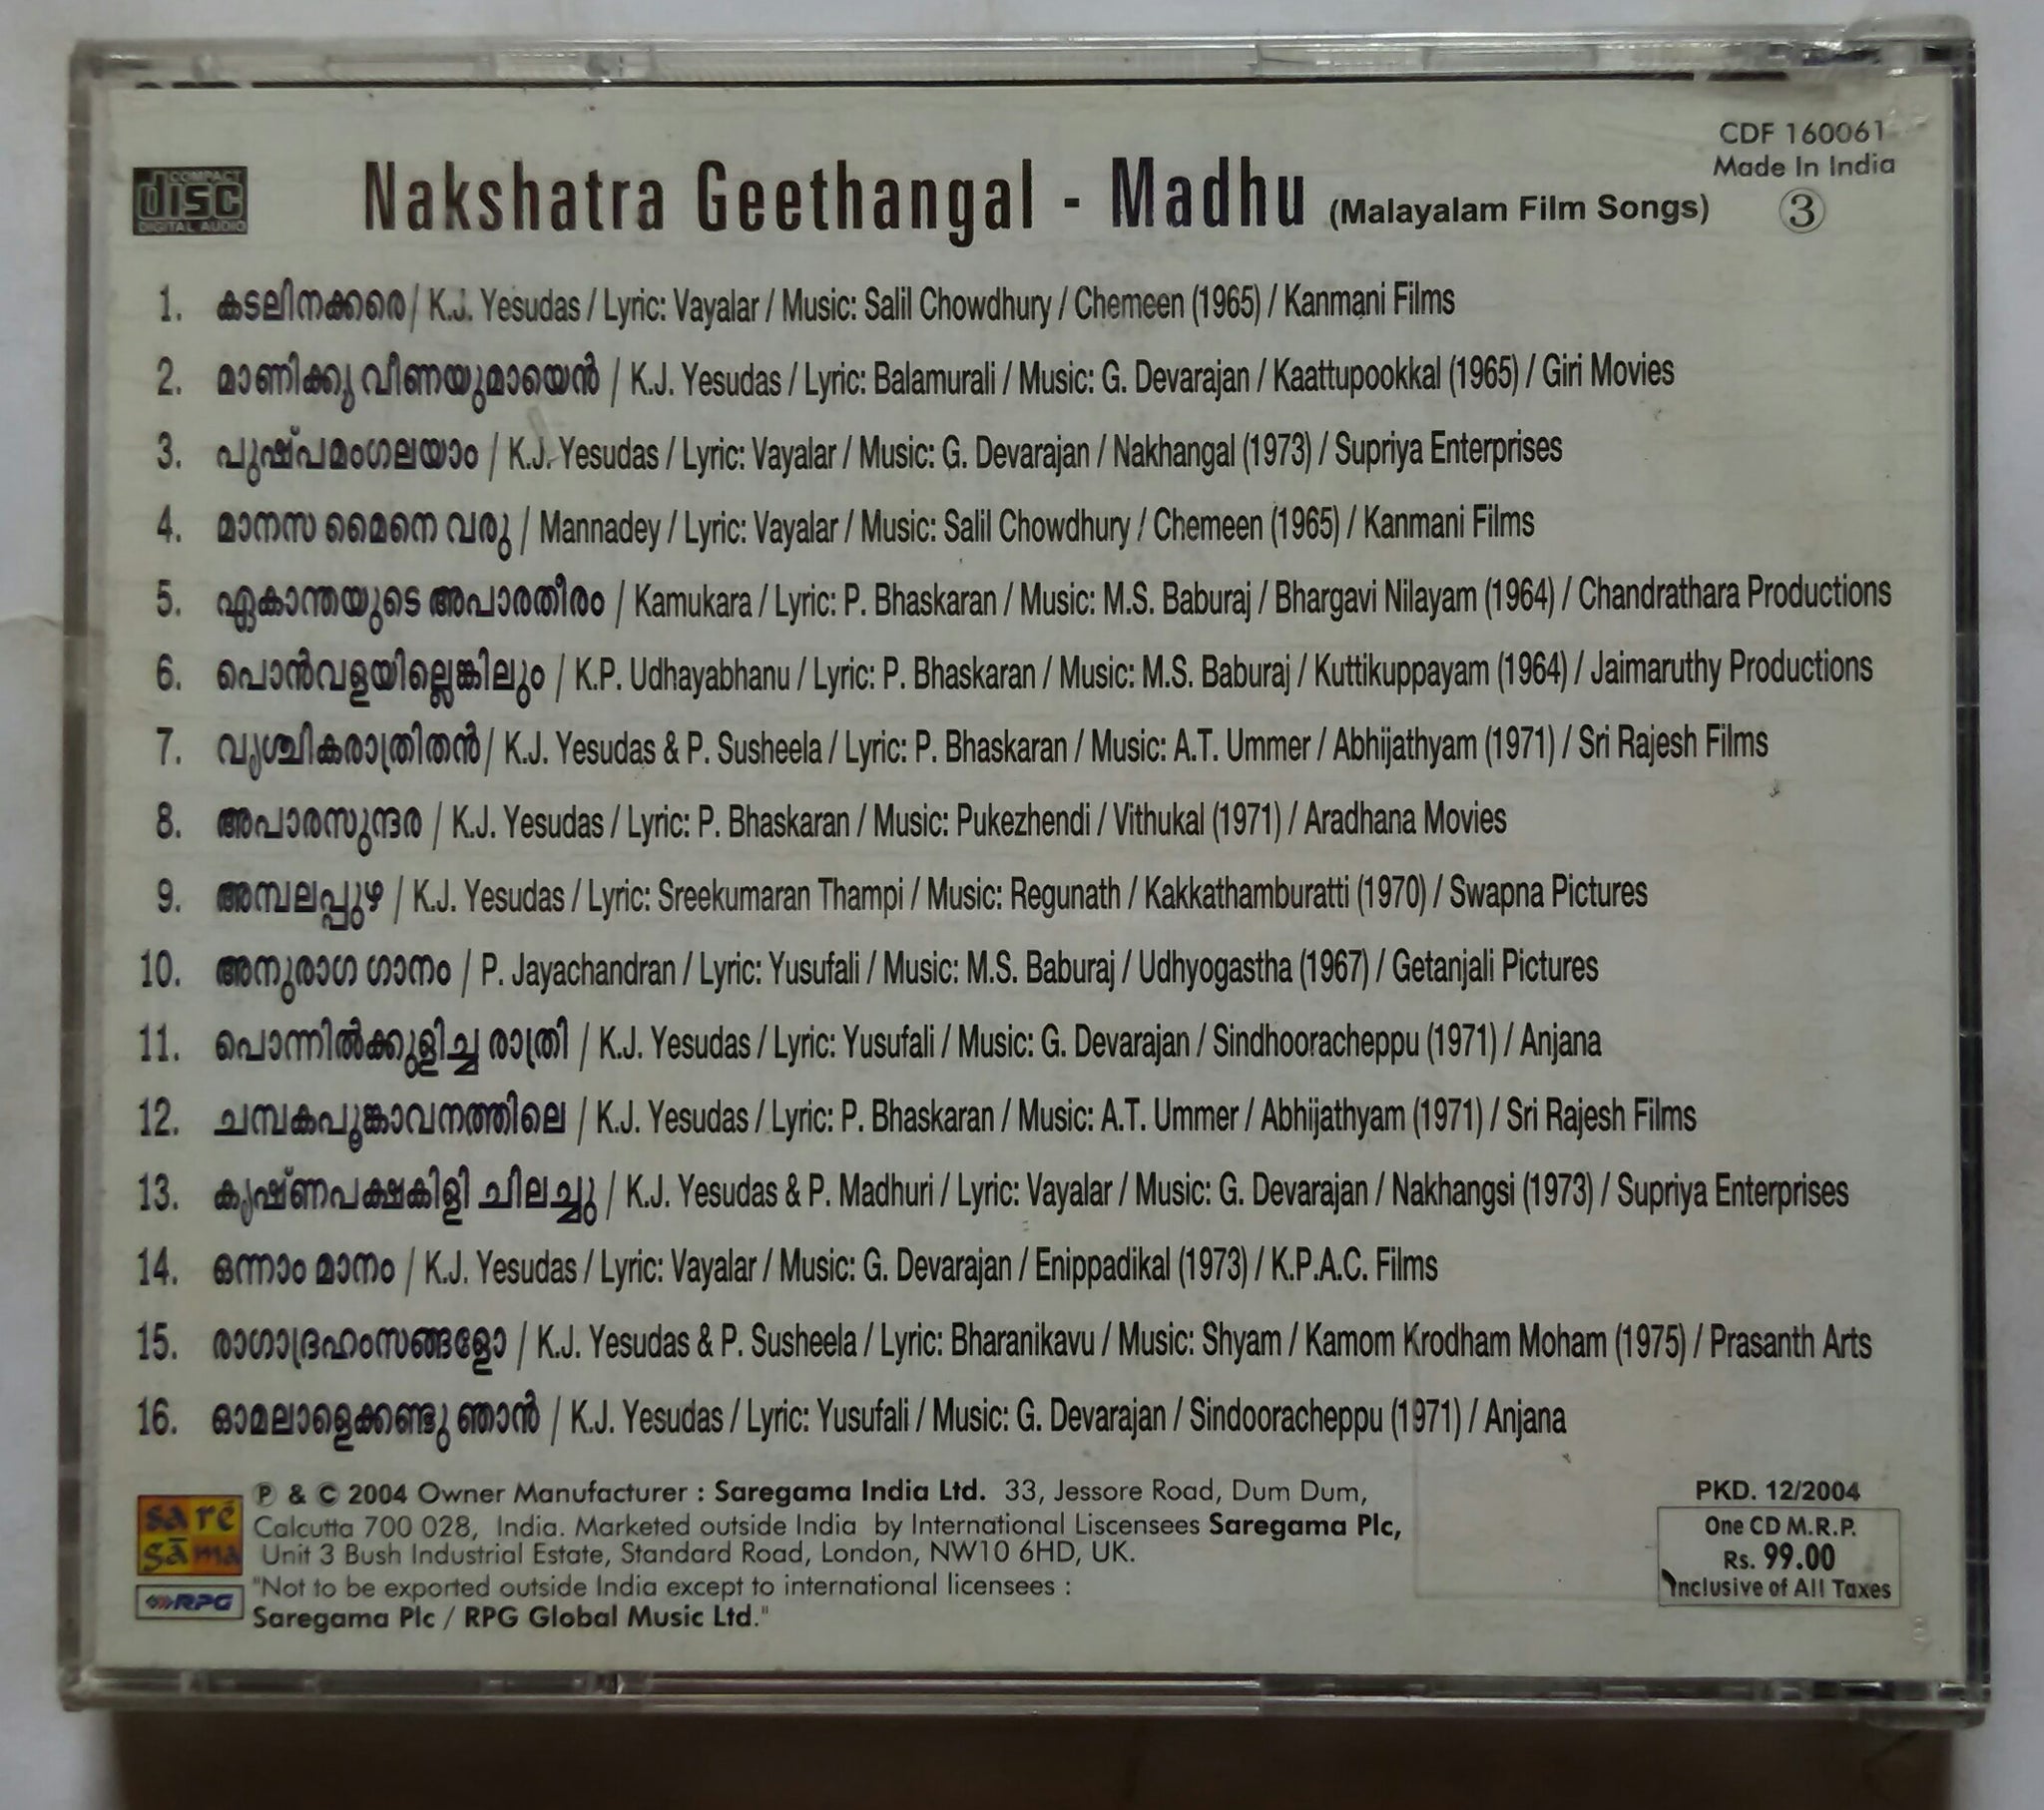 CDF 160061
Made In India
3
COMPACT
disc
DIGITAL AUDIO
Nakshatra Geethangal - Madhu (Malayalam Film Songs)
1. കടലിനക്കരെ / K.J. Yesudas / Lyric: Vayalar / Music: Salil Chowdhury / Chemeen (1965) / Kanmani Films
2. മാണിക്യവീണയുമായെൻ / K.J. Yesudas / Lyric: Balamurali / Music: G. Devarajan / Kaattupookkal (1965) / Giri Movies
3. പുഷ്പമംഗലയാം / K.J. Yesudas / Lyric: Vayalar / Music: G. Devarajan / Nakhangal (1973) / Supriya Enterprises
4. മാനസ മൈനെ വരു / Mannadey / Lyric: Vayalar / Music: Salil Chowdhury / Chemeen (1965) / Kanmani Films
5. ഏകാന്തയുടെ അപാരതീരം / Kamukara / Lyric: P. Bhaskaran / Music: M.S. Baburaj / Bhargavi Nilayam (1964) / Chandrathara Productions
6. പൊൻവളയില്ലെങ്കിലും / K.P. Udhayabhanu / Lyric: P. Bhaskaran / Music: M.S. Baburaj / Kuttikuppayam (1964) / Jaimaruthy Productions
7. വൃശ്ചികരാത്രിതൻ / K.J. Yesudas & P. Susheela / Lyric: P. Bhaskaran / Music: A.T. Ummer / Abhijathyam (1971) / Sri Rajesh Films
8. അപാരസുന്ദര / K.J. Yesudas / Lyric: P. Bhaskaran / Music: Pukezhendi / Vithukal (1971) / Aradhana Movies
9. അമ്പലപ്പുഴ / K.J. Yesudas / Lyric: Sreekumaran Thampi / Music: Regunath / Kakkathamburatti (1970) / Swapna Pictures
10. അനുരാഗ ഗാനം / P. Jayachandran / Lyric: Yusufali / Music: M.S. Baburaj / Udhyogastha (1967) / Getanjali Pictures
11. പൊന്നിൽക്കുളിച്ച രാത്രി / K.J. Yesudas / Lyric: Yusufali / Music: G. Devarajan / Sindhooracheppu (1971) / Anjana
12. ചമ്പകപൂങ്കാവനത്തിലെ / K.J. Yesudas / Lyric: P. Bhaskaran / Music: A.T. Ummer / Abhijathyam (1971) / Sri Rajesh Films
13. കൃഷ്ണപക്ഷകിളി ചിലച്ചു / K.J. Yesudas & P. Madhuri / Lyric: Vayalar / Music: G. Devarajan / Nakhangsi (1973) / Supriya Enterprises
14. ഒന്നാം മാനം / K.J. Yesudas / Lyric: Vayalar / Music: G. Devarajan / Enippadikal (1973) / K.P.A.C. Films
15. രാഗാദ്രഹംസങ്ങളോ / K.J. Yesudas & P. Susheela / Lyric: Bharanikavu / Music: Shyam / Kamom Krodham Moham (1975) / Prasanth Arts
16. ഓമലാളെക്കണ്ടു ഞാൻ / K.J. Yesudas / Lyric: Yusufali / Music: G. Devarajan / Sindooracheppu (1971) / Anjana
sa rē
gā ma
RPG
℗ & © 2004 Owner Manufacturer : Saregama India Ltd. 33, Jessore Road, Dum Dum,
Calcutta 700 028, India. Marketed outside India by International Liscensees Saregama Plc,
Unit 3 Bush Industrial Estate, Standard Road, London, NW10 6HD, UK.
"Not to be exported outside India except to international licensees :
Saregama Plc / RPG Global Music Ltd."
PKD. 12/2004
One CD M.R.P.
Rs. 99.00
Inclusive of All Taxes